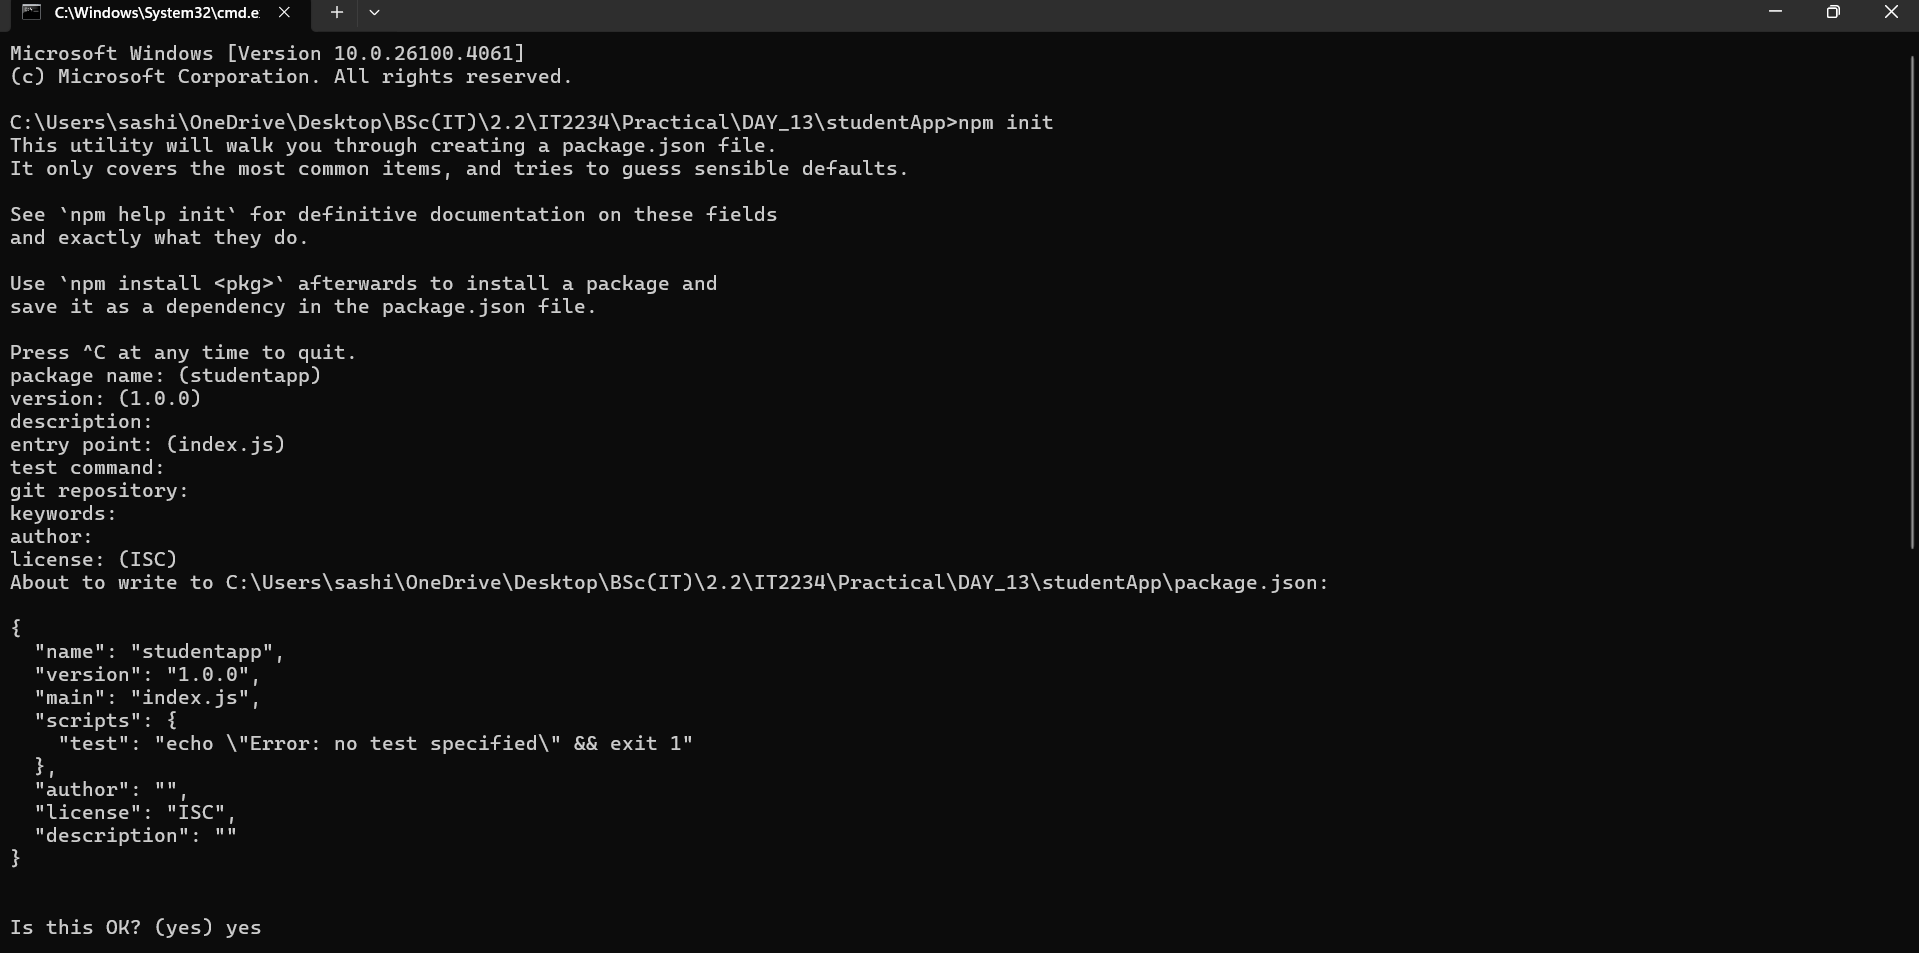 C:\Windows\System32\cmd.e
Microsoft Windows [Version 10.0.26100.4061]
(c) Microsoft Corporation. All rights reserved.
C:\Users\sashi\OneDrive\Desktop\BSc(IT)\2.2\IT2234\Practical\DAY_13\studentApp>npm init
This utility will walk you through creating a package.json file.
It only covers the most common items, and tries to guess sensible defaults.
See `npm help init` for definitive documentation on these fields
and exactly what they do.
Use `npm install <pkg>` afterwards to install a package and
save it as a dependency in the package.json file.
Press ^C at any time to quit.
package name: (studentapp)
version: (1.0.0)
description:
entry point: (index.js)
test command:
git repository:
keywords:
author:
license: (ISC)
About to write to C:\Users\sashi\OneDrive\Desktop\BSc(IT)\2.2\IT2234\Practical\DAY_13\studentApp\package.json:
{
  "name": "studentapp",
  "version": "1.0.0",
  "main": "index.js",
  "scripts": {
    "test": "echo \"Error: no test specified\" && exit 1"
  },
  "author": "",
  "license": "ISC",
  "description": ""
}
Is this OK? (yes) yes